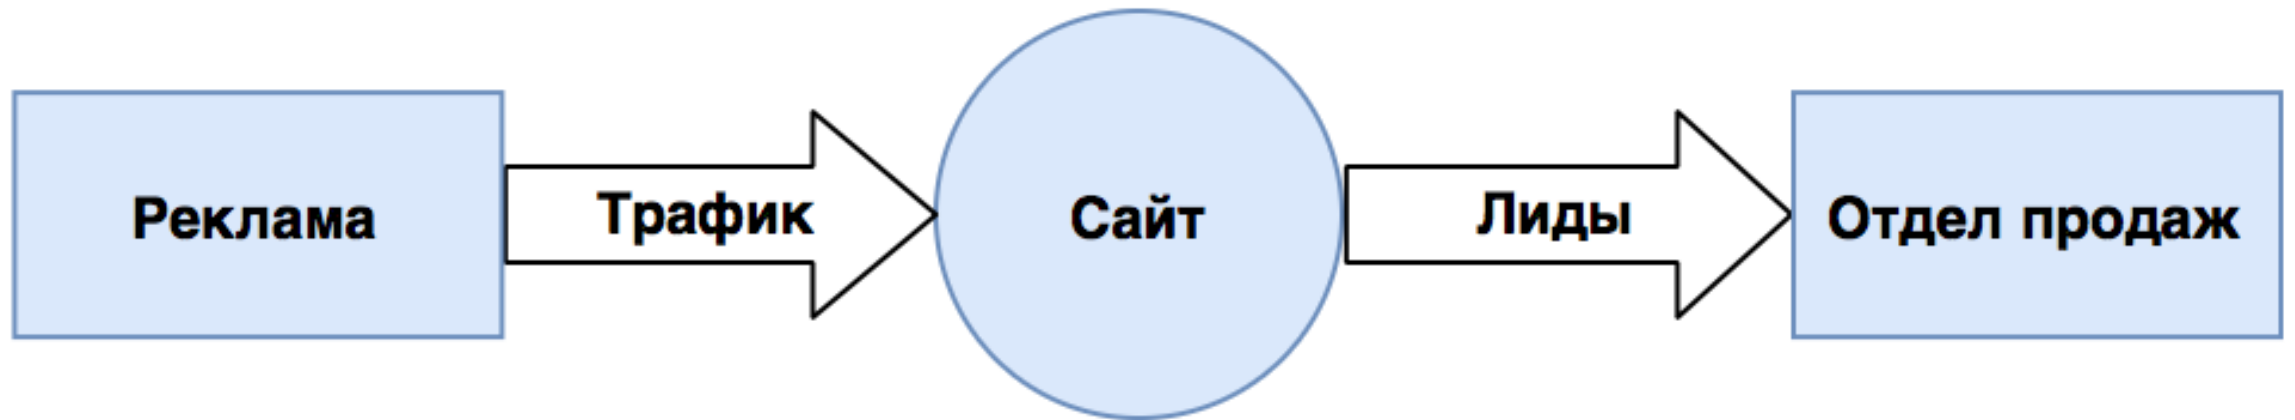 Реклама
Трафик
Сайт
Лиды
Отдел продаж